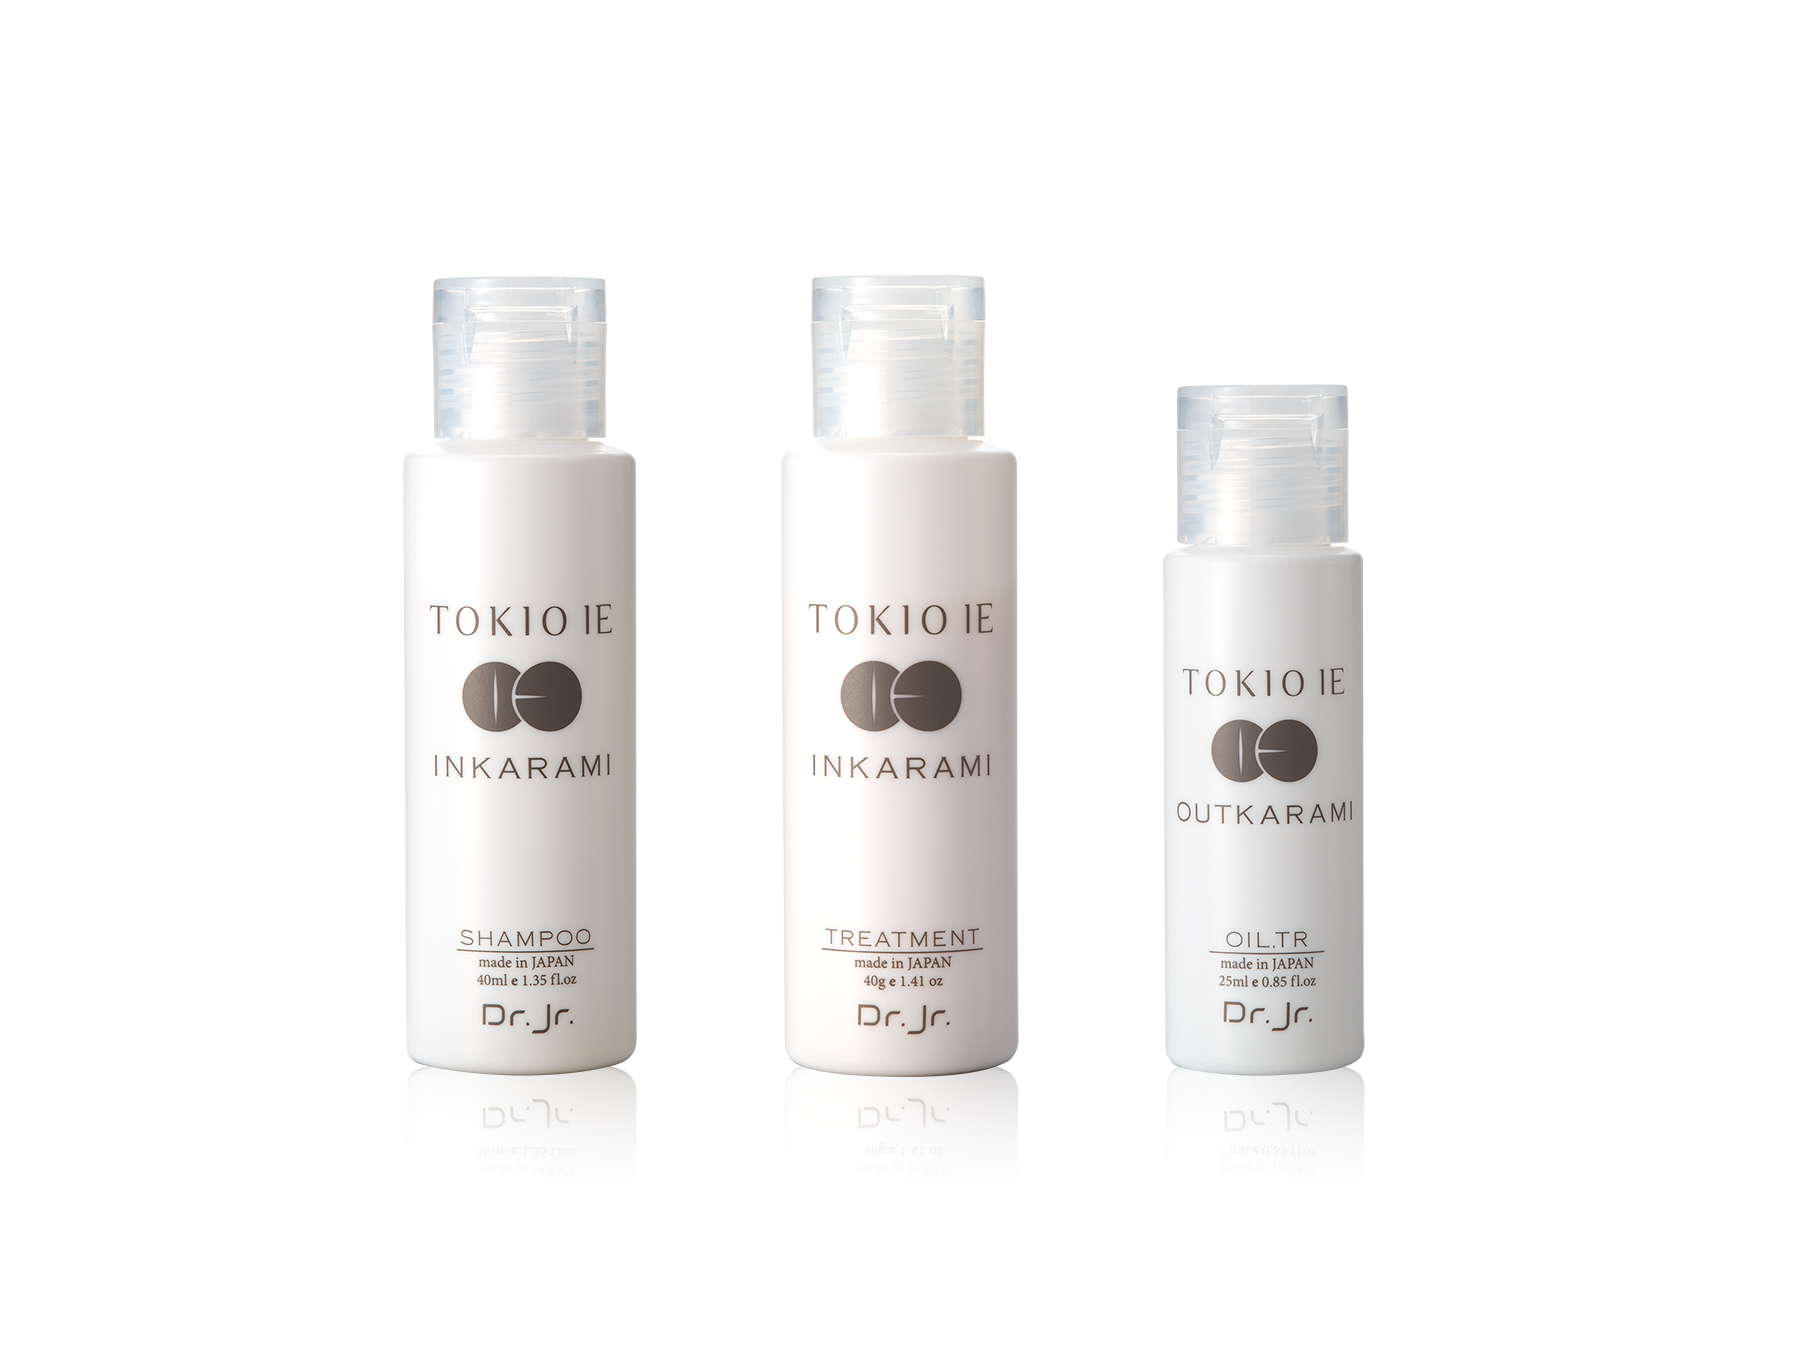 TOKIO IE
INKARAMI
SHAMPOO
made in JAPAN
40ml e 1.35 fl.oz
Dr.Jr.
TOKIO IE
INKARAMI
TREATMENT
made in JAPAN
40g e 1.41 oz
Dr.Jr.
TOKIO IE
OUTKARAMI
OIL.TR
made in JAPAN
25ml e 0.85 fl.oz
Dr.Jr.